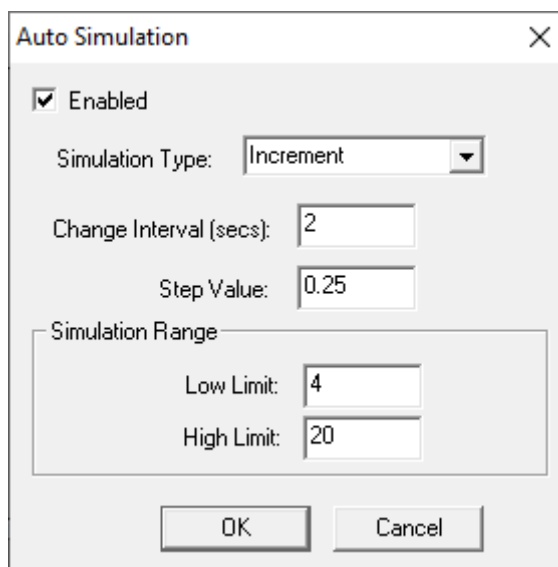 Auto Simulation
Enabled
Simulation Type: Increment
Change Interval (secs): 2
Step Value: 0.25
Simulation Range
Low Limit: 4
High Limit: 20
OK Cancel